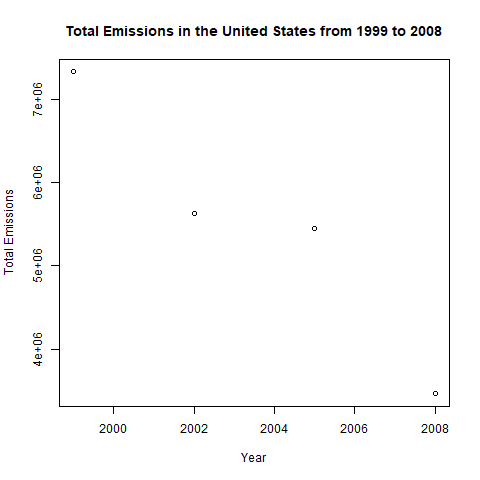 Total Emissions in the United States from 1999 to 2008
Total Emissions
7e+06
6e+06
5e+06
4e+06
2000 2002 2004 2006 2008
Year